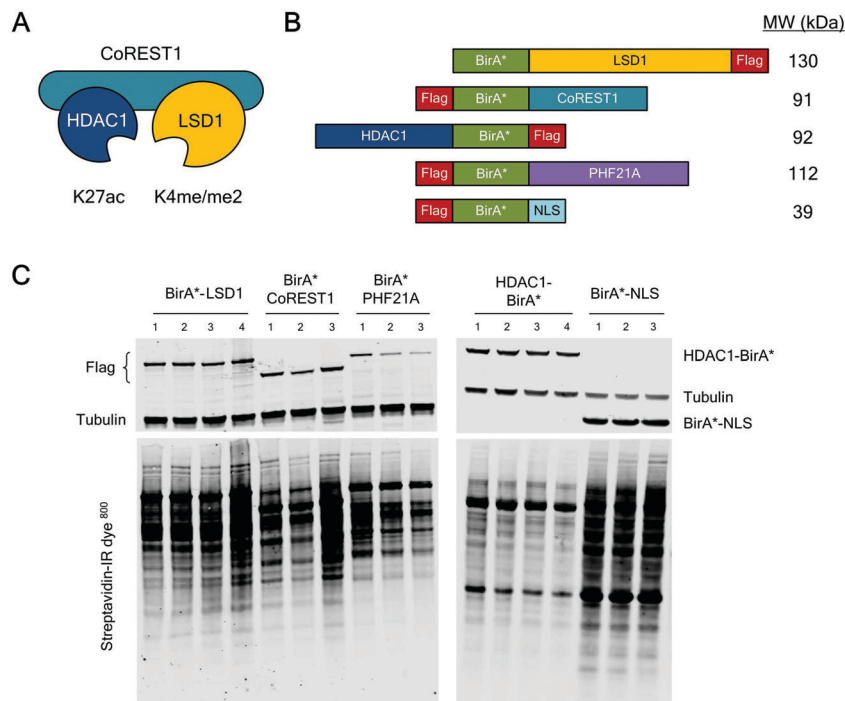 A
CoREST1
HDAC1
LSD1
K27ac K4me/me2
B
MW (kDa)
BirA* LSD1 Flag 130
Flag BirA* CoREST1 91
HDAC1 BirA* Flag 92
Flag BirA* PHF21A 112
Flag BirA* NLS 39
C
BirA*-LSD1
BirA*
CoREST1
BirA*
PHF21A
HDAC1-
BirA*
BirA*-NLS
1 2 3 4 1 2 3 1 2 3 1 2 3 4 1 2 3
Flag
Tubulin
HDAC1-BirA*
Tubulin
BirA*-NLS
Streptavidin-IR dye 800